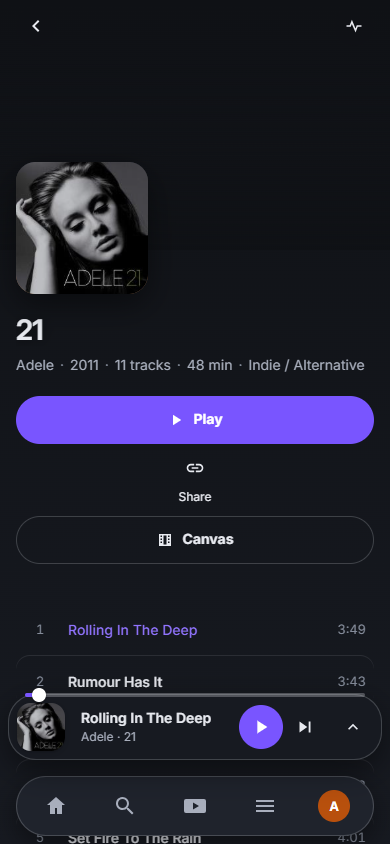 ADELE 21
21
Adele · 2011 · 11 tracks · 48 min · Indie / Alternative
Play
Share
Canvas
1 Rolling In The Deep 3:49
2 Rumour Has It 3:43
ADELE 21
Rolling In The Deep
Adele · 21
A
5 Set Fire To The Rain 4:01